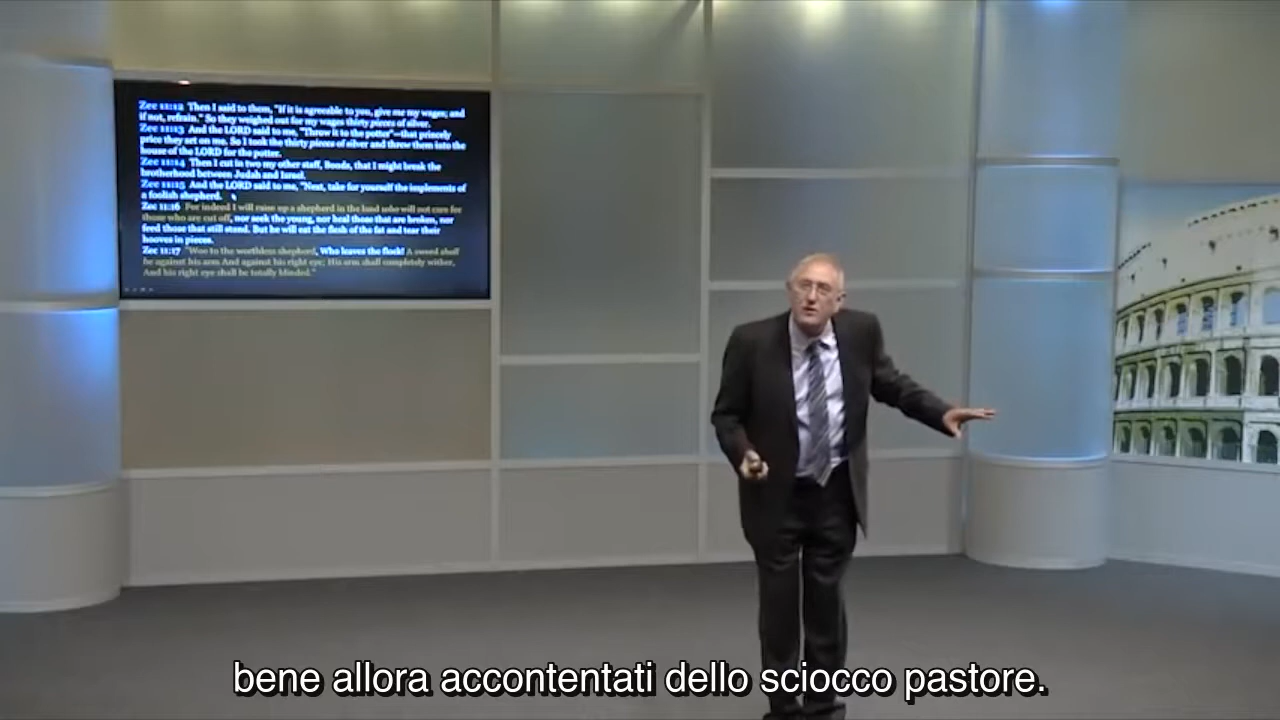 Zec 11:12 Then I said to them, "If it is agreeable to you, give me my wages; and
if not, refrain." So they weighed out for my wages thirty pieces of silver.
Zec 11:13 And the LORD said to me, "Throw it to the potter"—that princely
price they set on me. So I took the thirty pieces of silver and threw them into the
house of the LORD for the potter.
Zec 11:14 Then I cut in two my other staff, Bonds, that I might break the
brotherhood between Judah and Israel.
Zec 11:15 And the LORD said to me, "Next, take for yourself the implements of
a foolish shepherd.
Zec 11:16 For indeed I will raise up a shepherd in the land who will not care for
those who are cut off, nor seek the young, nor heal those that are broken, nor
feed those that still stand. But he will eat the flesh of the fat and tear their
hooves in pieces.
Zec 11:17 "Woe to the worthless shepherd, Who leaves the flock! A sword shall
be against his arm And against his right eye; His arm shall completely wither,
And his right eye shall be totally blinded."
bene allora accontentati dello sciocco pastore.